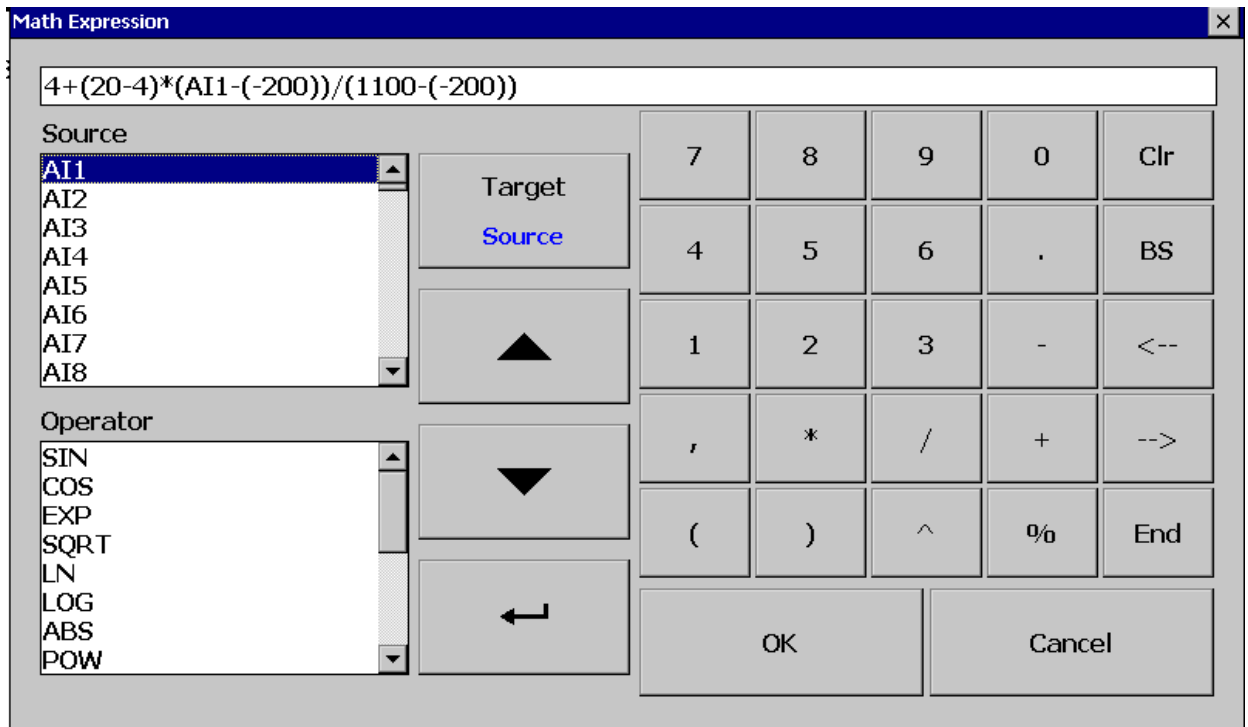 Math Expression
4+(20-4)*(AI1-(-200))/(1100-(-200))
Source
AI1
AI2
AI3
AI4
AI5
AI6
AI7
AI8
Target
Source
Operator
SIN
COS
EXP
SQRT
LN
LOG
ABS
POW
7 8 9 0 Clr
4 5 6 . BS
1 2 3 - <--
, * / + -->
( ) ^ % End
OK Cancel